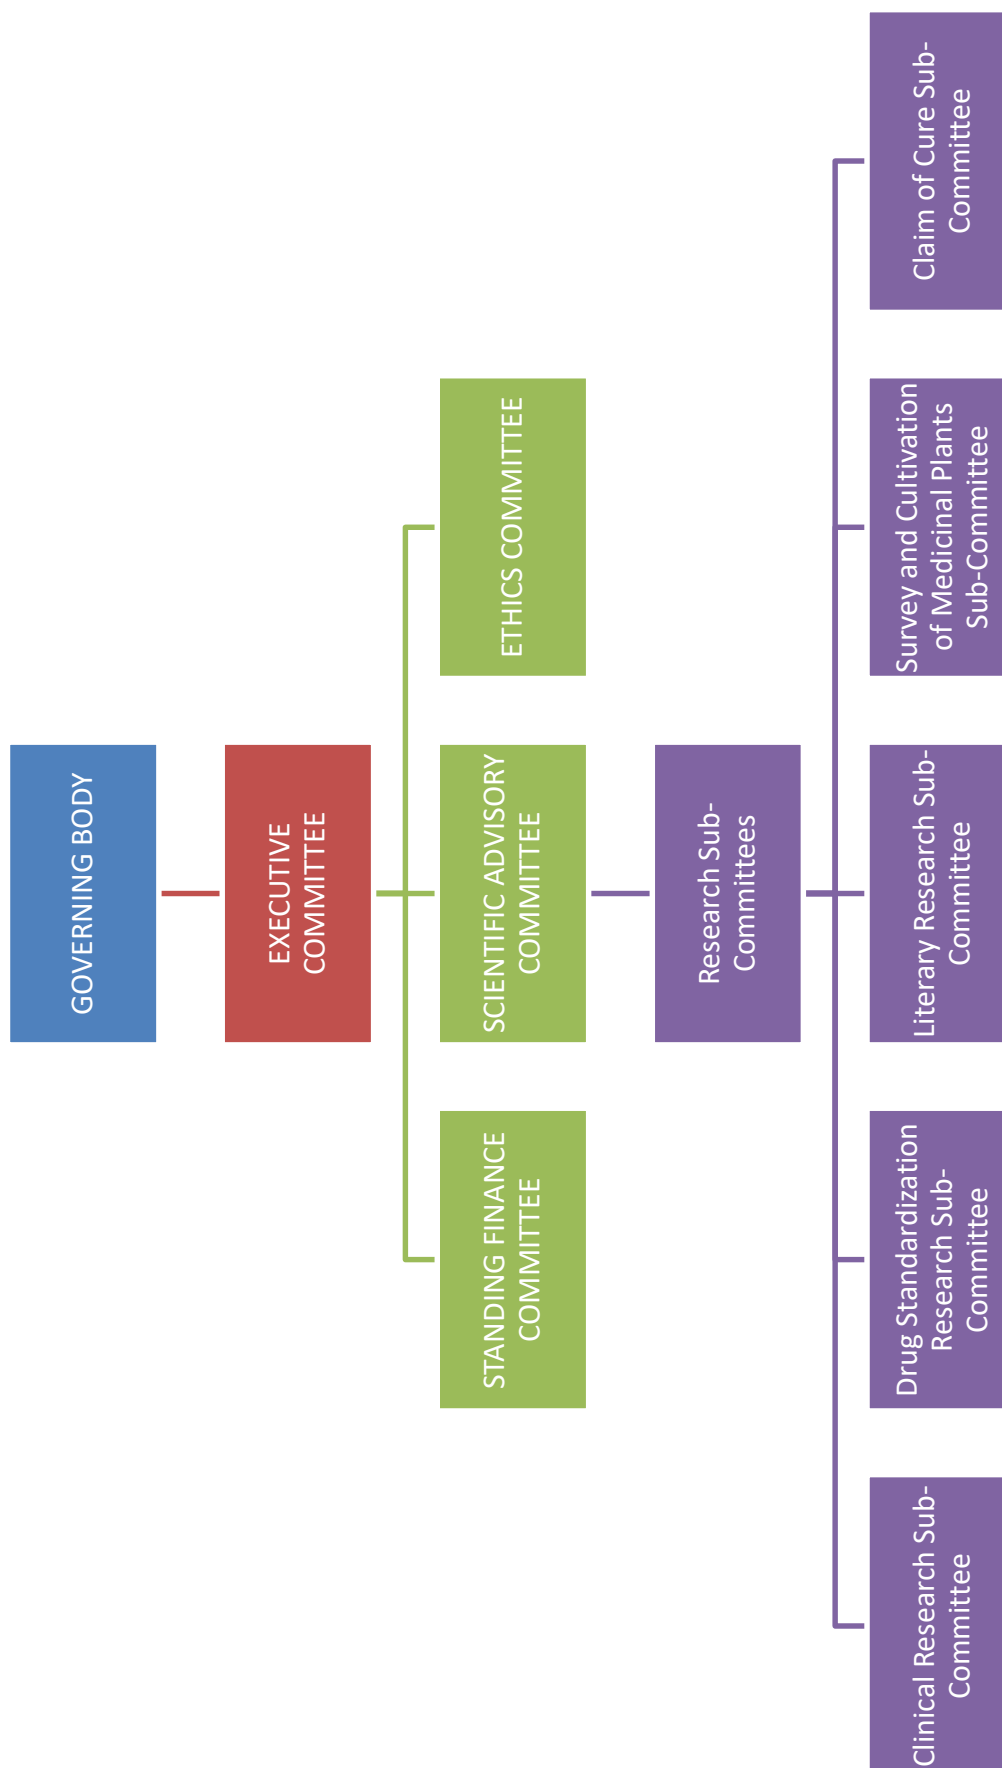 GOVERNING BODY
EXECUTIVE
COMMITTEE
STANDING FINANCE
COMMITTEE
SCIENTIFIC ADVISORY
COMMITTEE
ETHICS COMMITTEE
Research Sub-
Committees
Clinical Research Sub-
Committee
Drug Standardization
Research Sub-
Committee
Literary Research Sub-
Committee
Survey and Cultivation
of Medicinal Plants
Sub-Committee
Claim of Cure Sub-
Committee